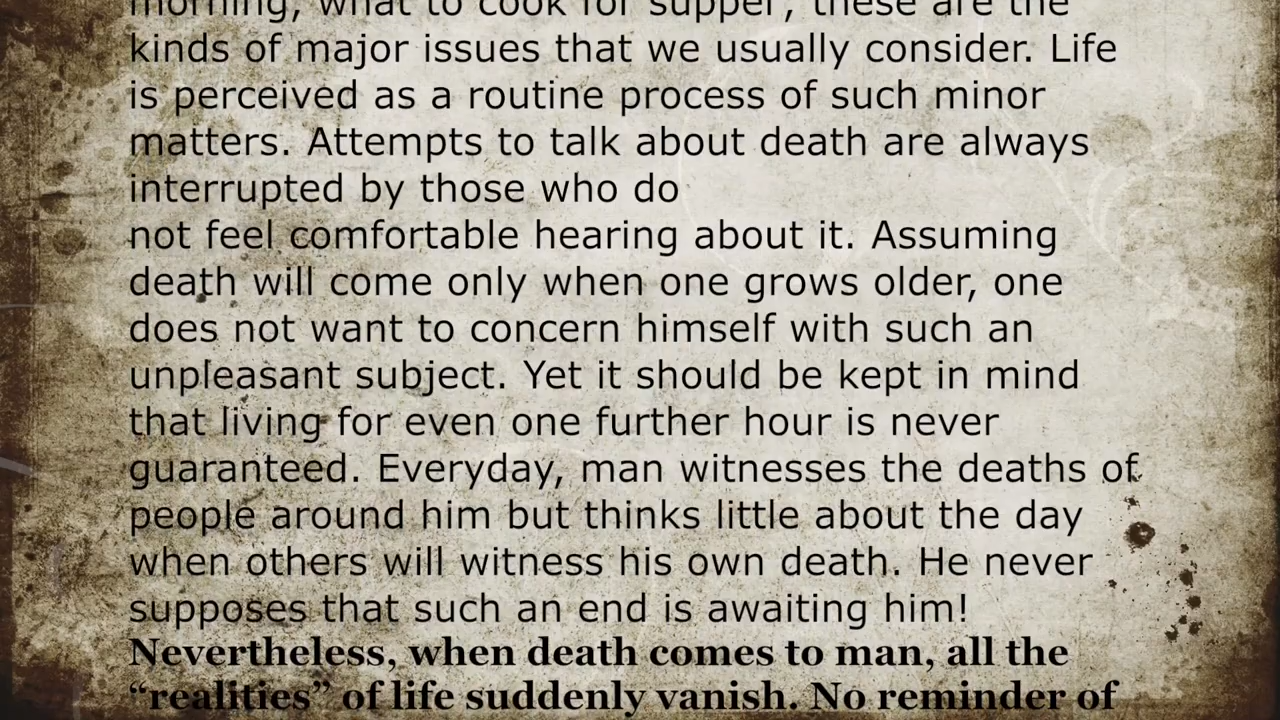 morning, what to cook for supper, these are the
kinds of major issues that we usually consider. Life
is perceived as a routine process of such minor
matters. Attempts to talk about death are always
interrupted by those who do
not feel comfortable hearing about it. Assuming
death will come only when one grows older, one
does not want to concern himself with such an
unpleasant subject. Yet it should be kept in mind
that living for even one further hour is never
guaranteed. Everyday, man witnesses the deaths of
people around him but thinks little about the day
when others will witness his own death. He never
supposes that such an end is awaiting him!
Nevertheless, when death comes to man, all the
“realities” of life suddenly vanish. No reminder of